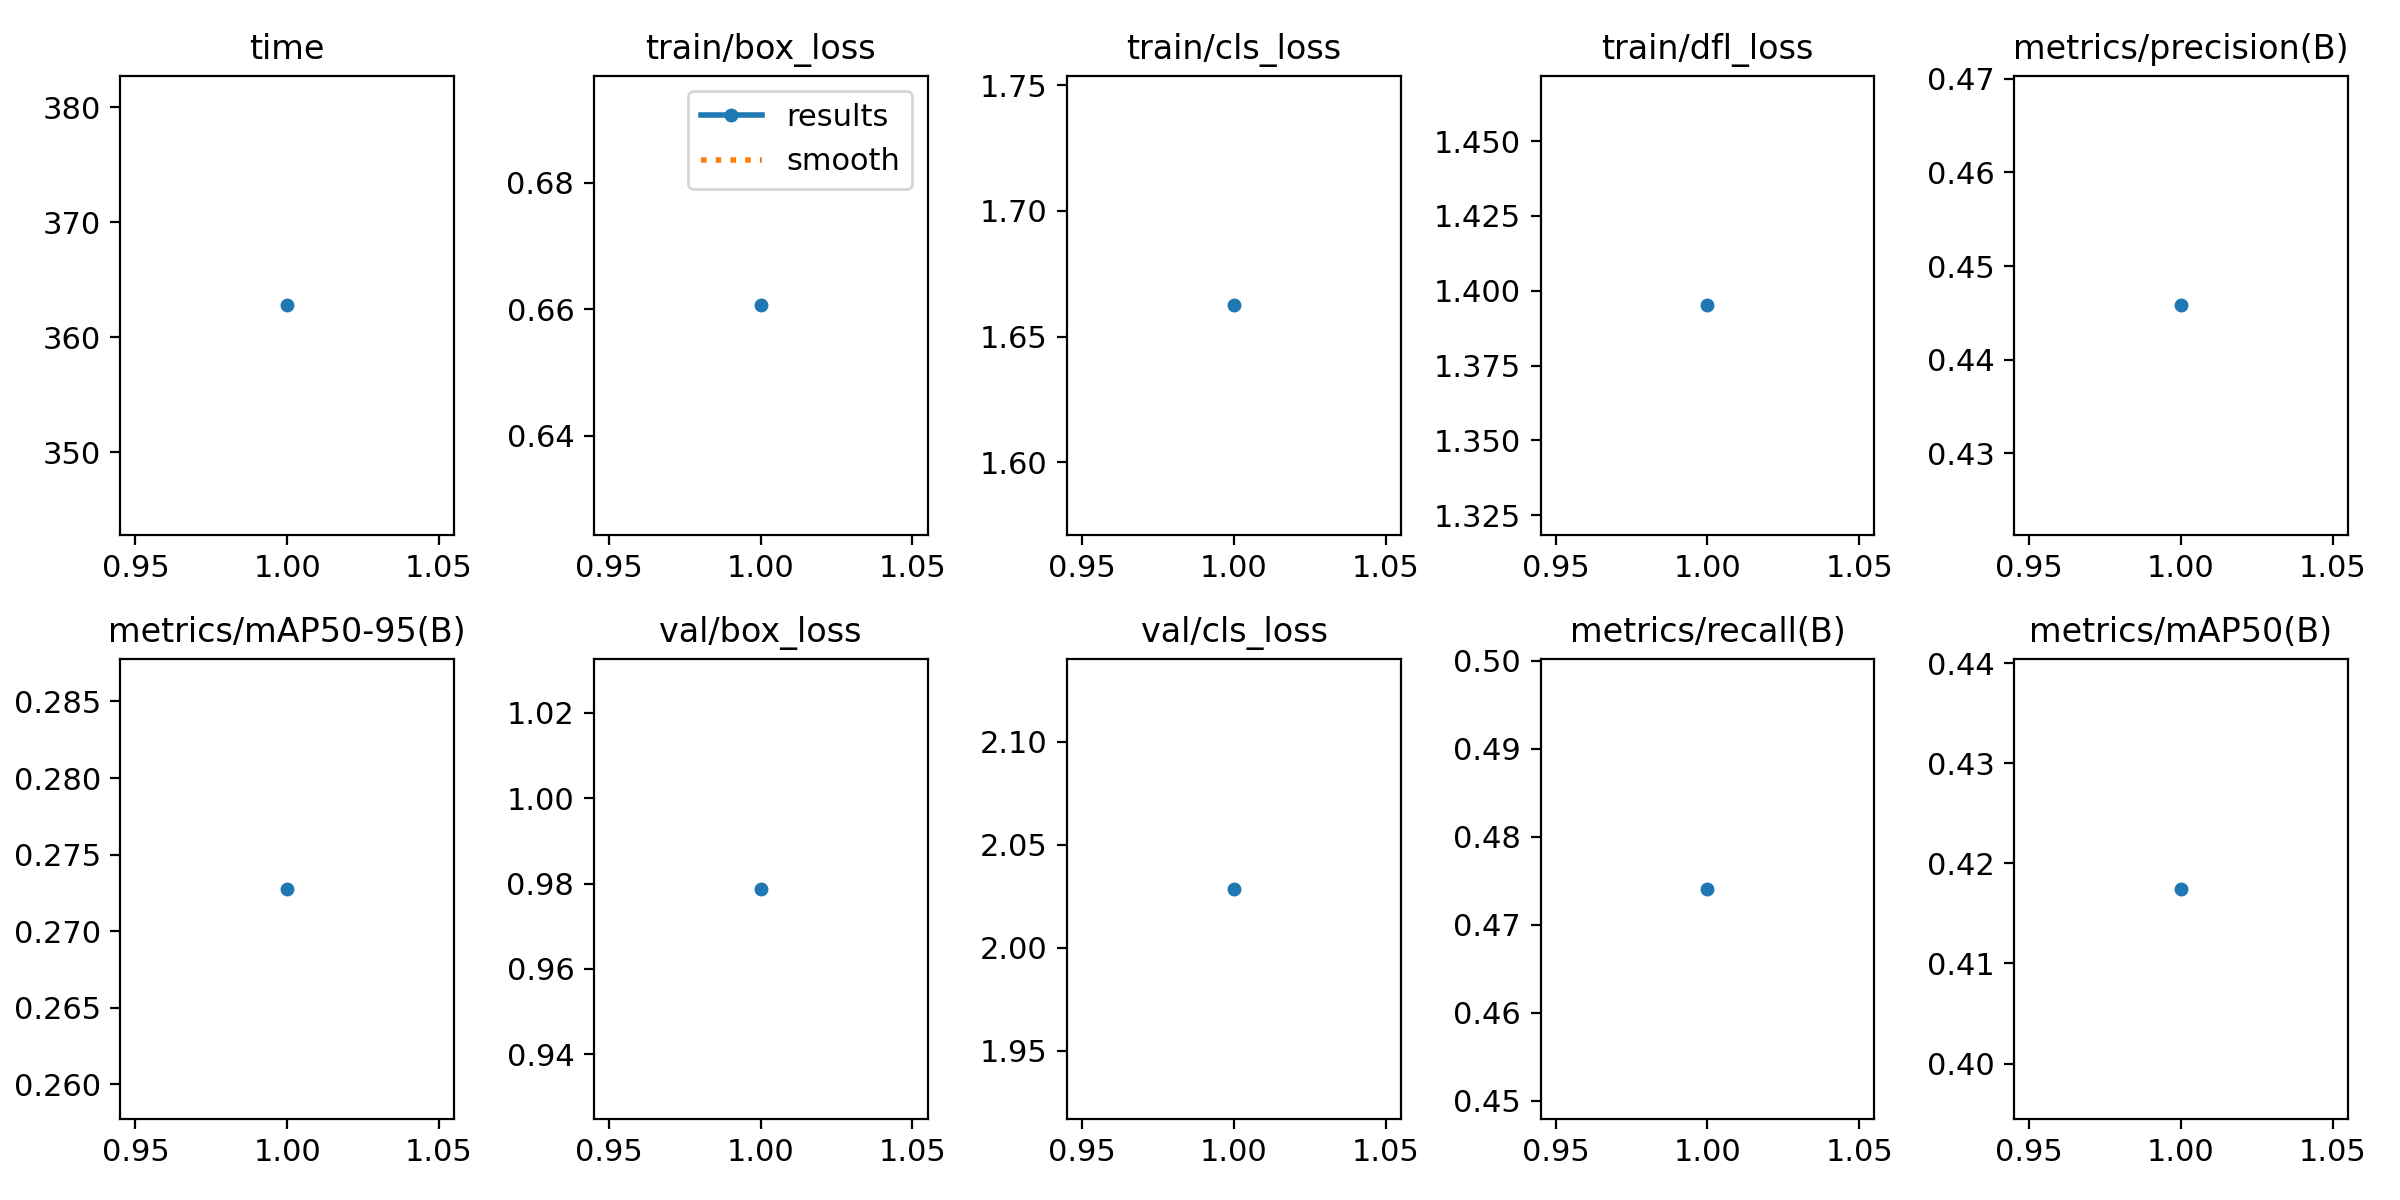 time
380
370
360
350
0.95 1.00 1.05
train/box_loss
results
smooth
0.68
0.66
0.64
0.95 1.00 1.05
train/cls_loss
1.75
1.70
1.65
1.60
0.95 1.00 1.05
train/dfl_loss
1.450
1.425
1.400
1.375
1.350
1.325
0.95 1.00 1.05
metrics/precision(B)
0.47
0.46
0.45
0.44
0.43
0.95 1.00 1.05
metrics/mAP50-95(B)
0.285
0.280
0.275
0.270
0.265
0.260
0.95 1.00 1.05
val/box_loss
1.02
1.00
0.98
0.96
0.94
0.95 1.00 1.05
val/cls_loss
2.10
2.05
2.00
1.95
0.95 1.00 1.05
metrics/recall(B)
0.50
0.49
0.48
0.47
0.46
0.45
0.95 1.00 1.05
metrics/mAP50(B)
0.44
0.43
0.42
0.41
0.40
0.95 1.00 1.05